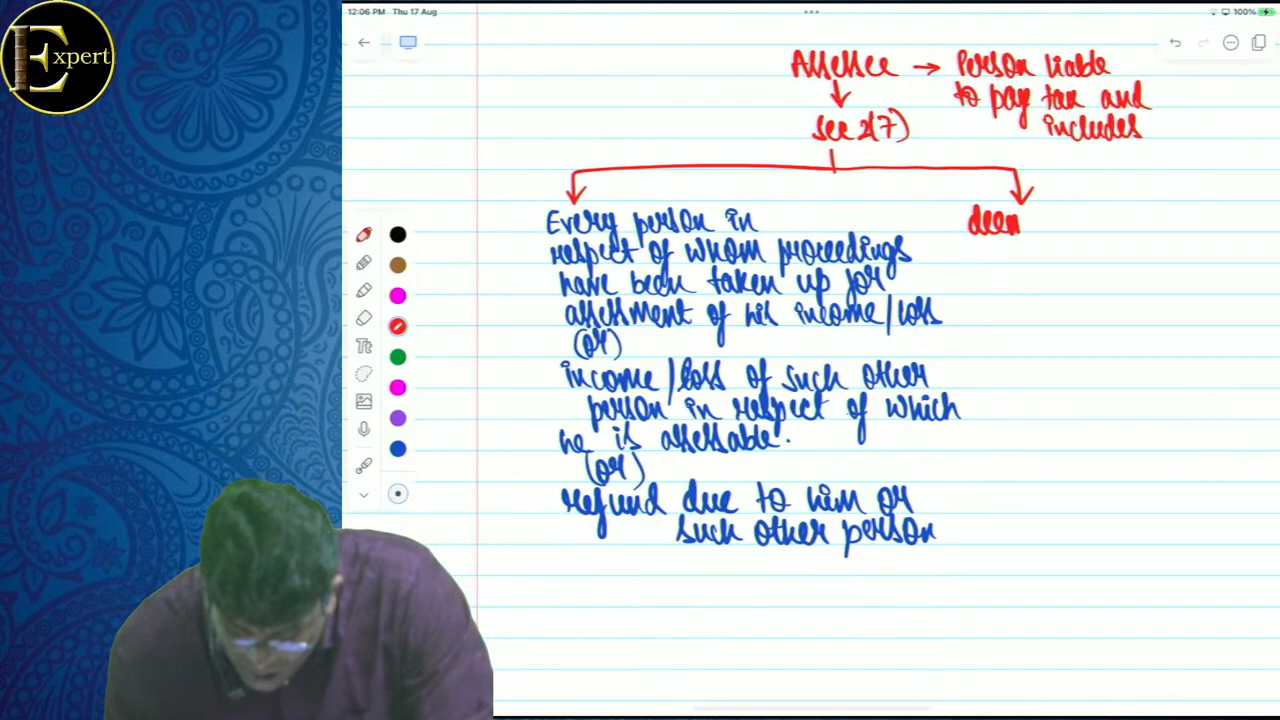 12:06 PM Thu 17 Aug
100%
Expert
Assessee → Person liable
to pay tax and
includes
sec 2(7)
Every person in
respect of whom proceedings
have been taken up for
assessment of his income/loss
(or)
income/loss of such other
person in respect of which
he is assessable.
(or)
refund due to him or
such other person
deem
Tt